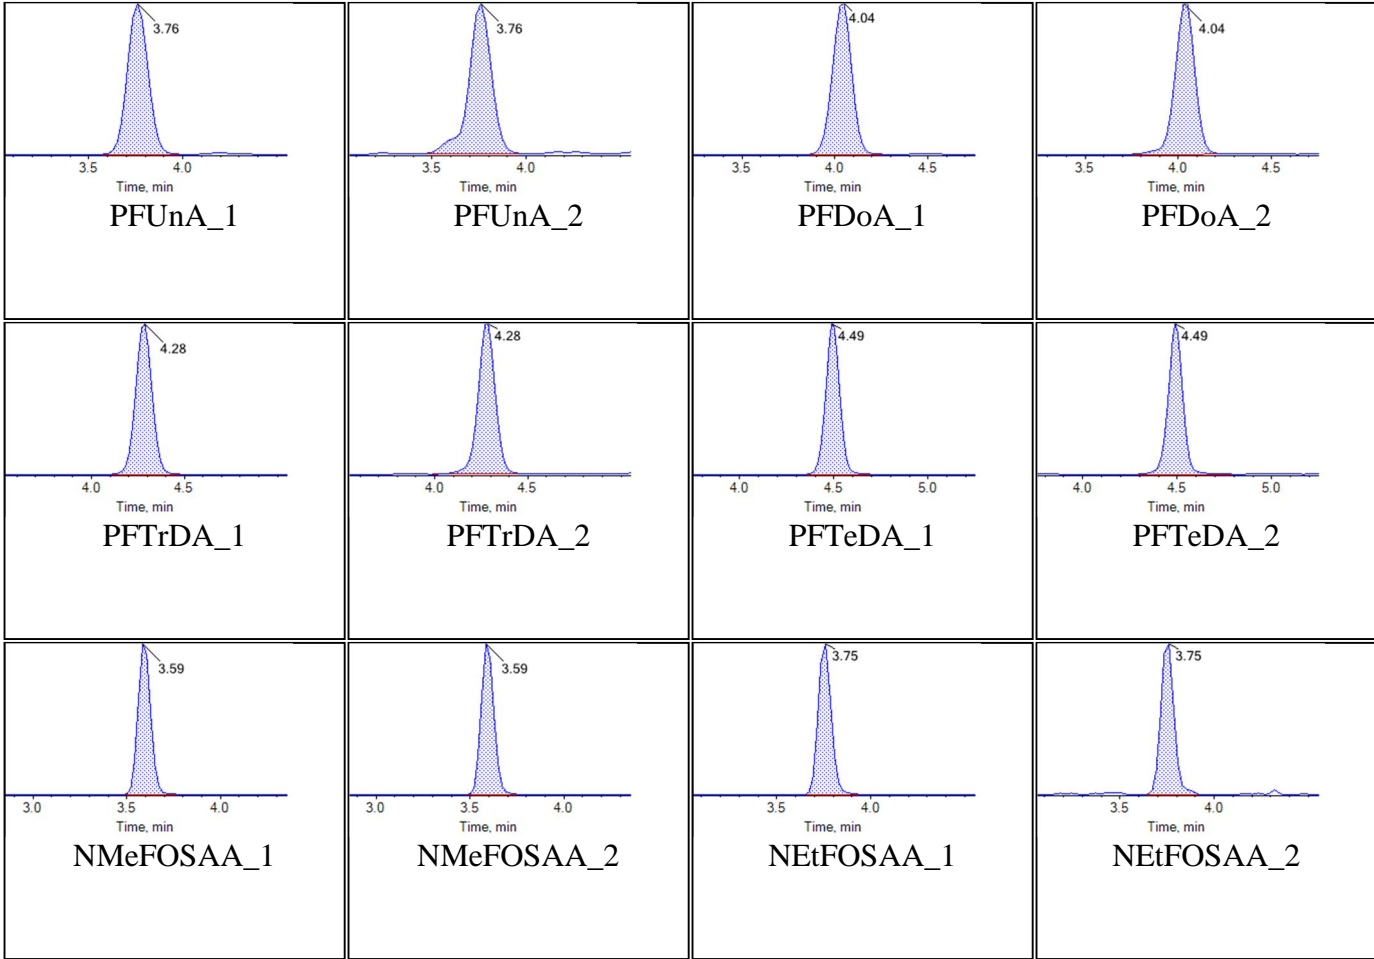 3.76
3.5 4.0
Time, min
PFUnA_1
3.76
3.5 4.0
Time, min
PFUnA_2
4.04
3.5 4.0 4.5
Time, min
PFDoA_1
4.04
3.5 4.0 4.5
Time, min
PFDoA_2
4.28
4.0 4.5
Time, min
PFTrDA_1
4.28
4.0 4.5
Time, min
PFTrDA_2
4.49
4.0 4.5 5.0
Time, min
PFTeDA_1
4.49
4.0 4.5 5.0
Time, min
PFTeDA_2
3.59
3.0 3.5 4.0
Time, min
NMeFOSAA_1
3.59
3.0 3.5 4.0
Time, min
NMeFOSAA_2
3.75
3.5 4.0
Time, min
NEtFOSAA_1
3.75
3.5 4.0
Time, min
NEtFOSAA_2